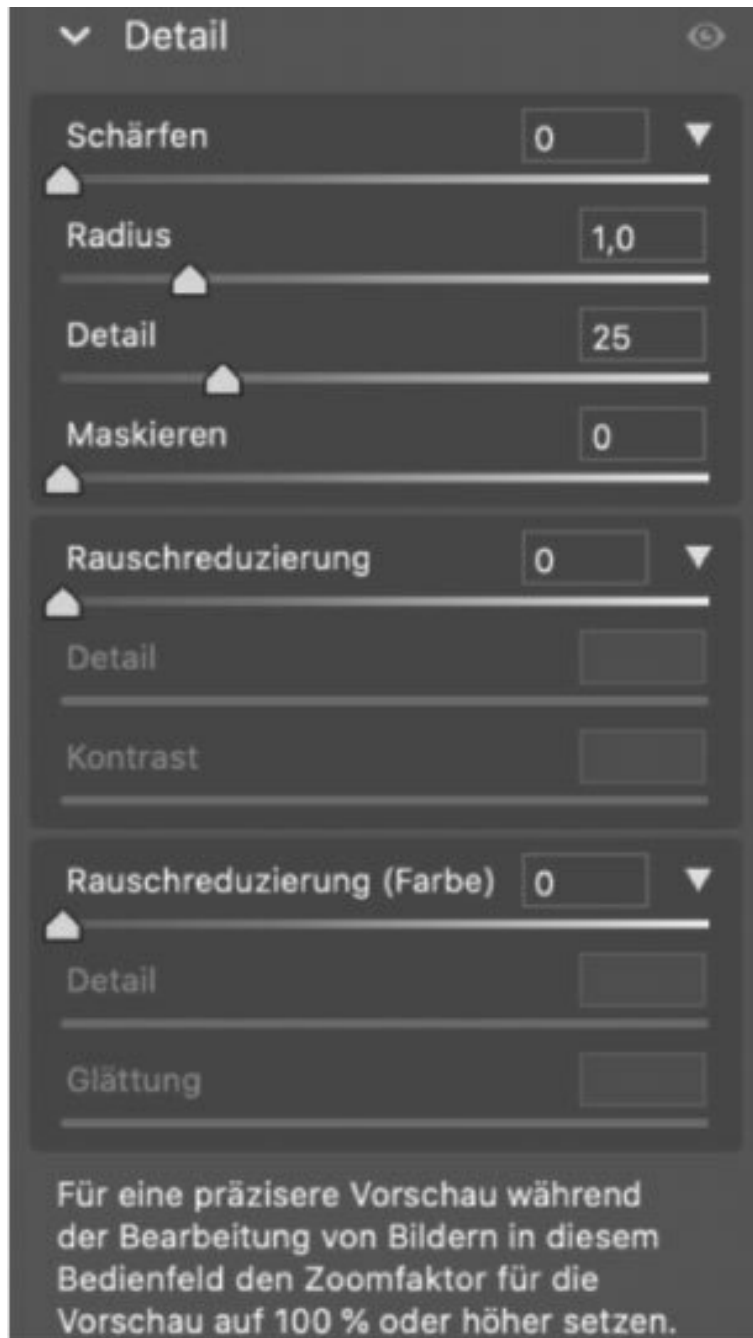 Detail
Schärfen 0
Radius 1,0
Detail 25
Maskieren 0
Rauschreduzierung 0
Detail
Kontrast
Rauschreduzierung (Farbe) 0
Detail
Glättung
Für eine präzisere Vorschau während
der Bearbeitung von Bildern in diesem
Bedienfeld den Zoomfaktor für die
Vorschau auf 100 % oder höher setzen.